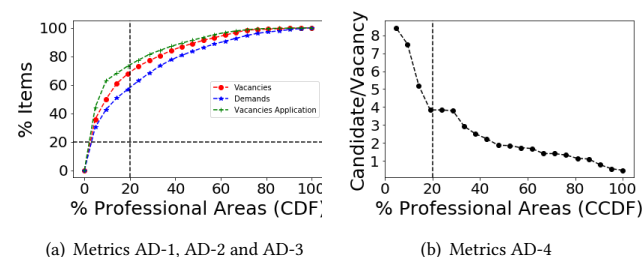 100
80
60
40
20
0
% Items
Vacancies
Demands
Vacancies Application
0 20 40 60 80 100
% Professional Areas (CDF)
(a) Metrics AD-1, AD-2 and AD-3
8
7
6
5
4
3
2
1
Candidate/Vacancy
0 20 40 60 80 100
% Professional Areas (CCDF)
(b) Metrics AD-4